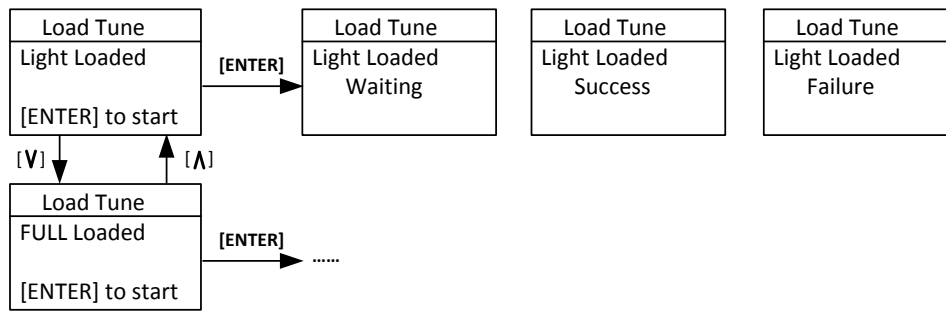 Load Tune
Light Loaded
[ENTER] to start
[ENTER]
Load Tune
Light Loaded
Waiting
Load Tune
Light Loaded
Success
Load Tune
Light Loaded
Failure
[V]
[Λ]
Load Tune
FULL Loaded
[ENTER] to start
[ENTER]
......